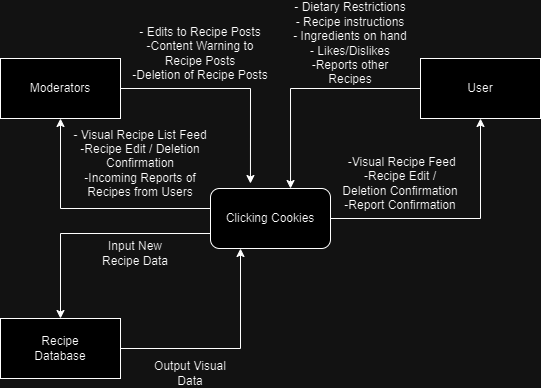 - Edits to Recipe Posts
-Content Warning to
Recipe Posts
-Deletion of Recipe Posts
- Dietary Restrictions
- Recipe instructions
- Ingredients on hand
- Likes/Dislikes
-Reports other
Recipes
Moderators
User
- Visual Recipe List Feed
-Recipe Edit / Deletion
Confirmation
-Incoming Reports of
Recipes from Users
-Visual Recipe Feed
-Recipe Edit /
Deletion Confirmation
-Report Confirmation
Clicking Cookies
Input New
Recipe Data
Recipe
Database
Output Visual
Data